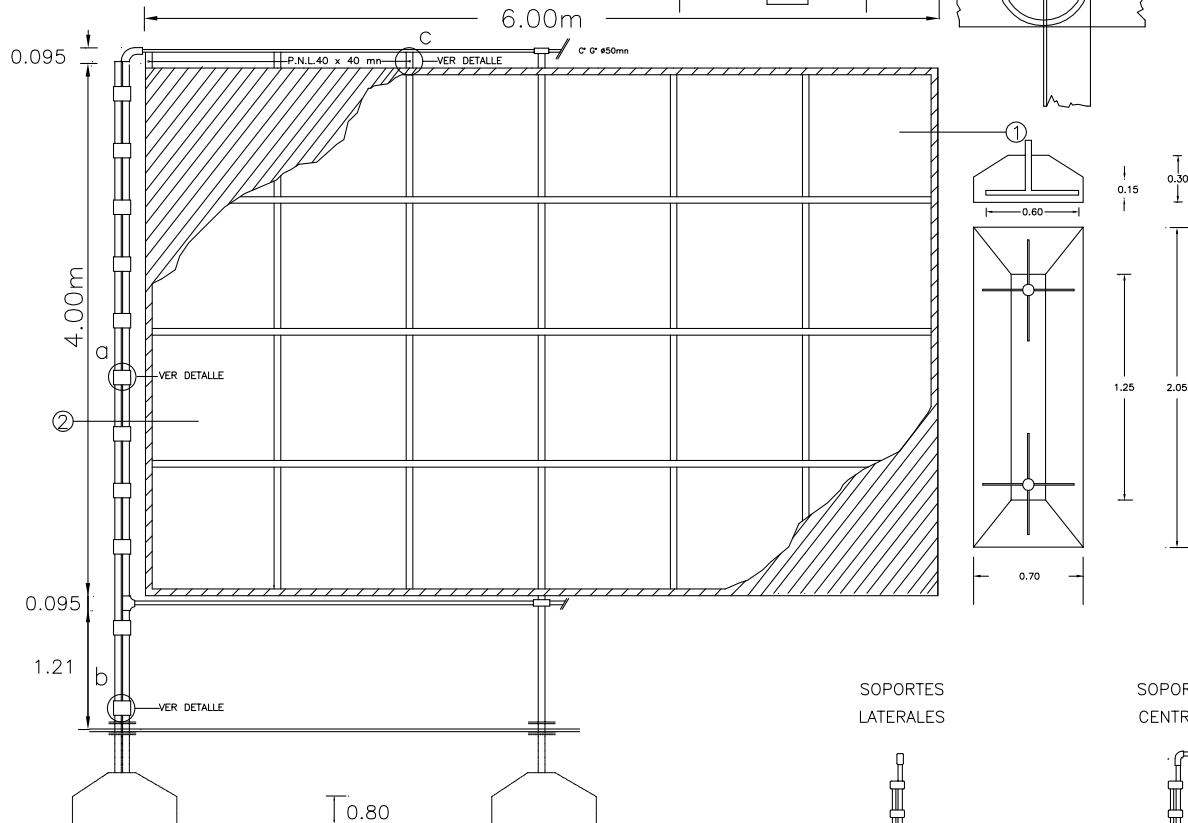 6.00m
0.095
C
C° G° ø50mn
P.N.L.40 x 40 mn
VER DETALLE
1
0.15
0.30
0.60
4.00m
a
VER DETALLE
2
1.25
2.05
0.70
0.095
1.21
b
VER DETALLE
SOPORTES
LATERALES
SOPOR
CENTR
0.80